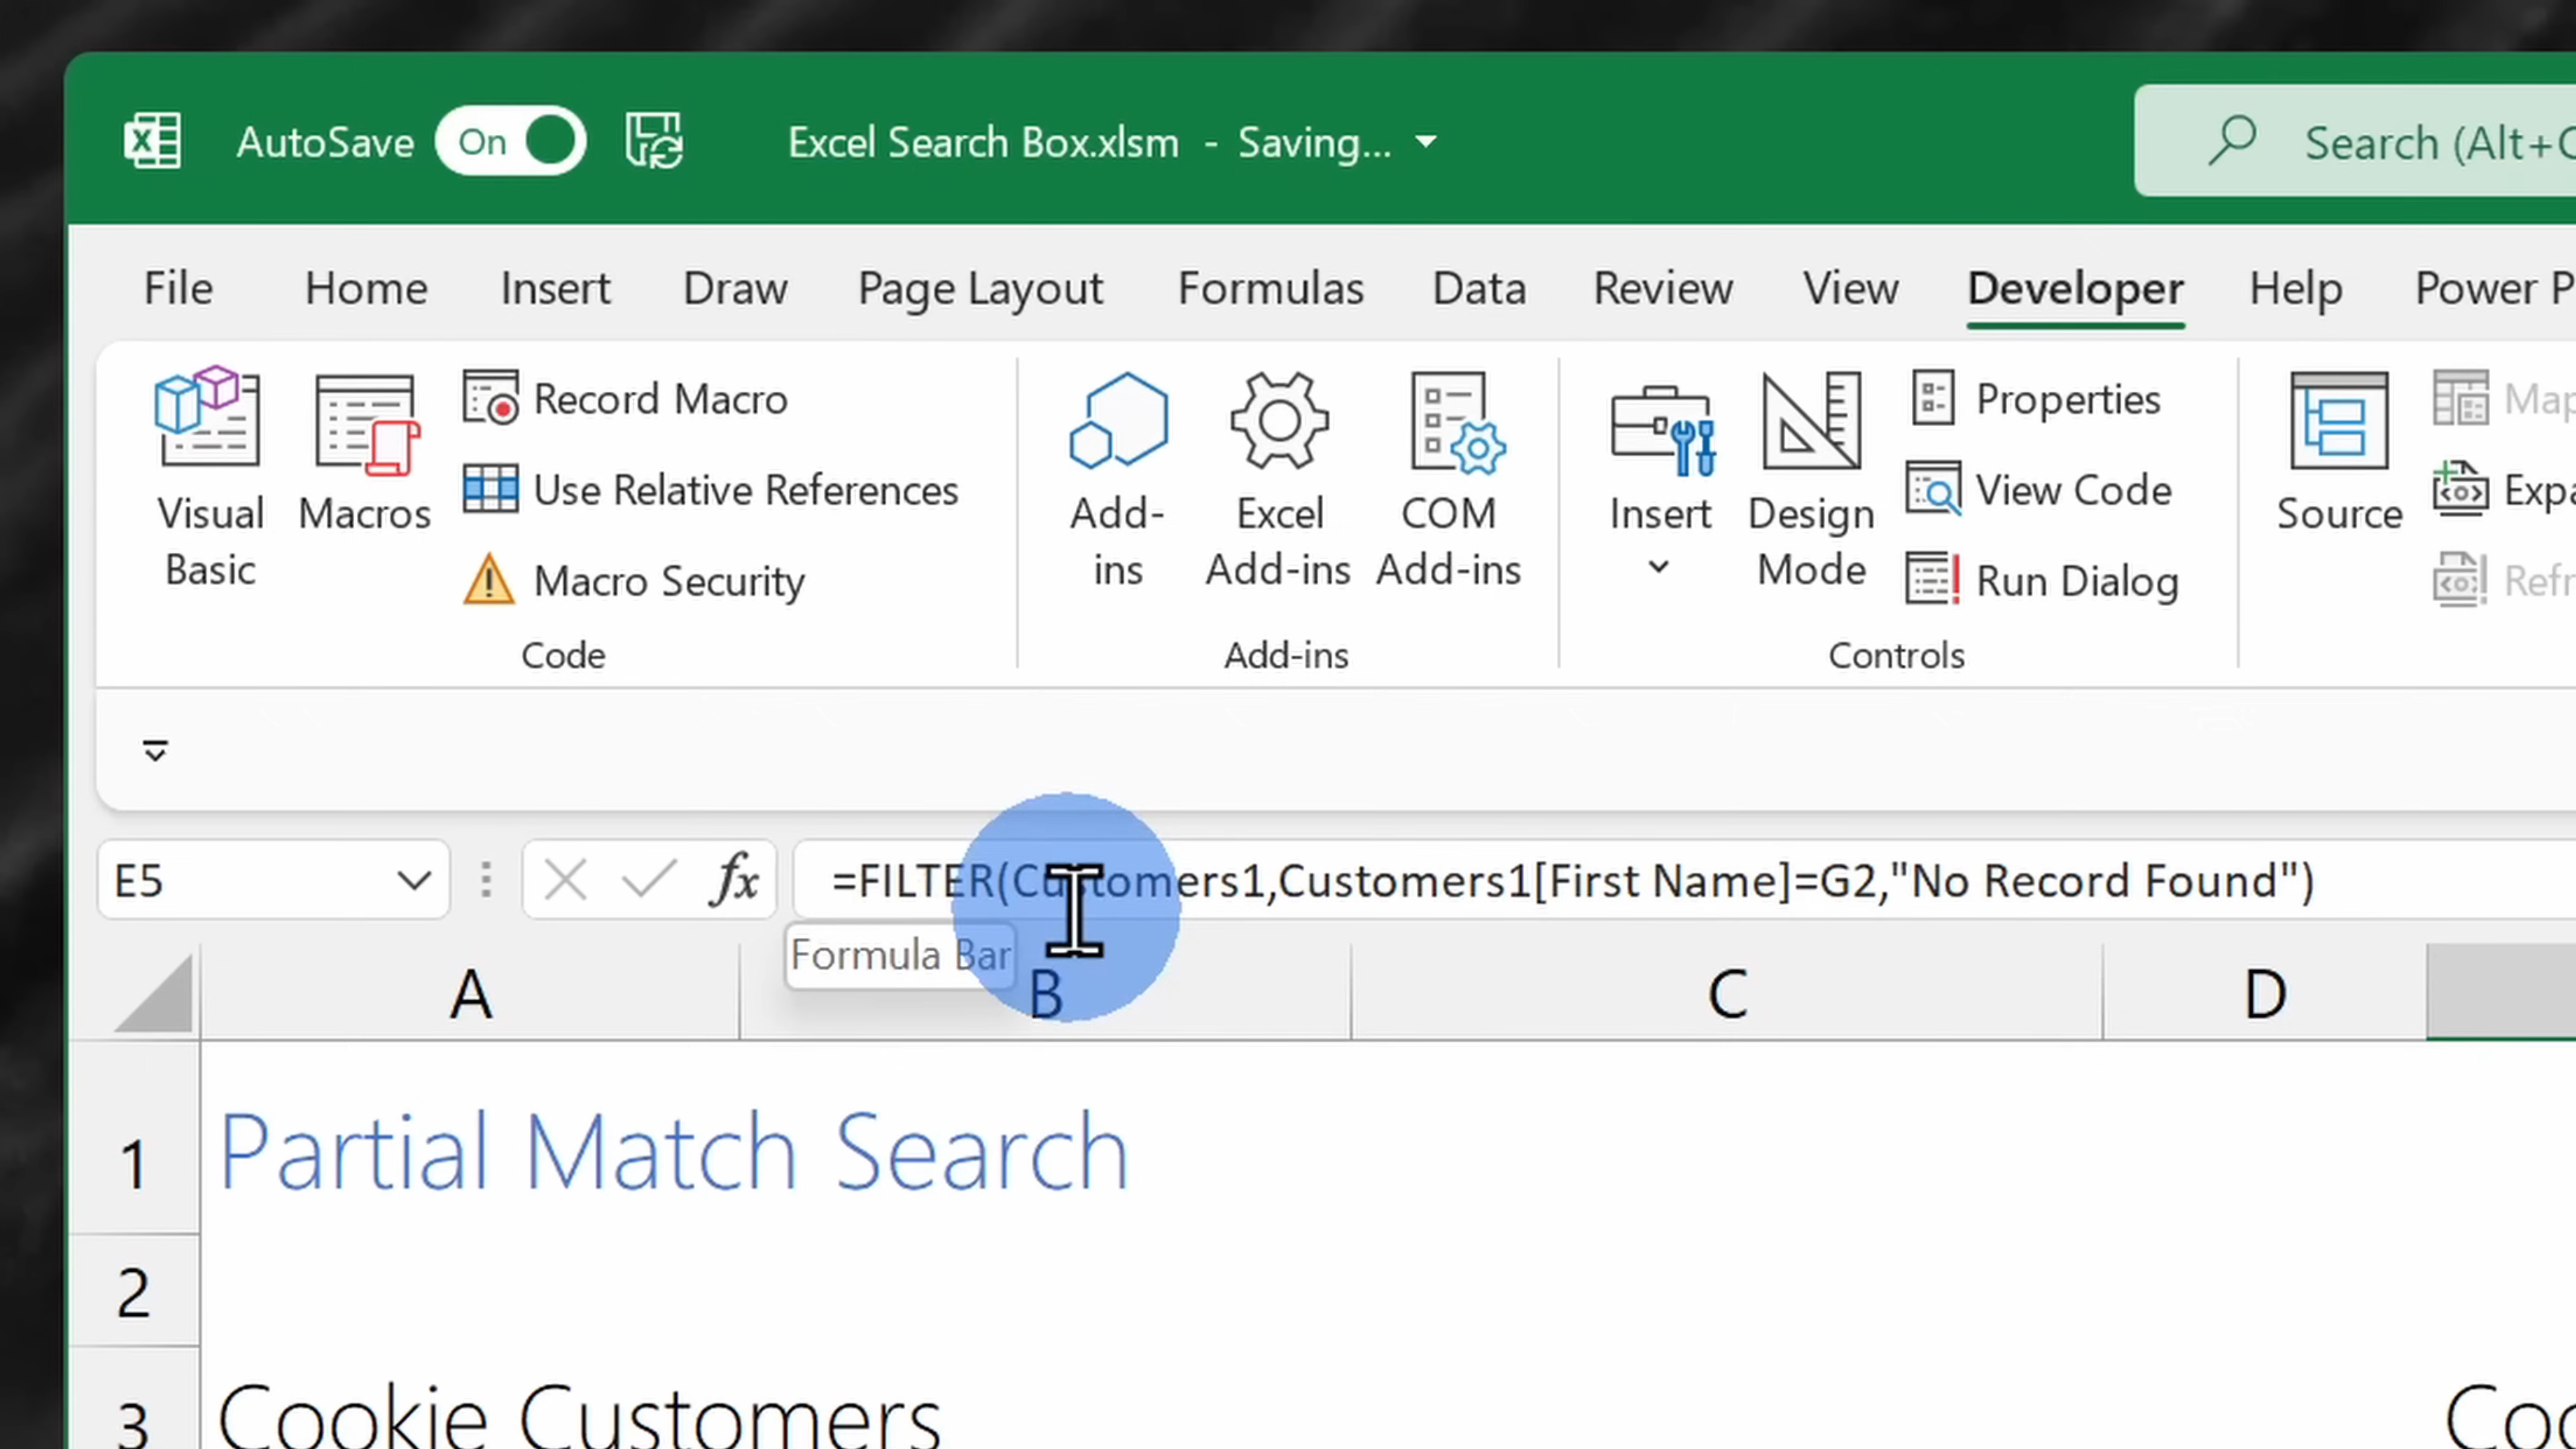 AutoSave On Excel Search Box.xlsm - Saving... Search (Alt+
File Home Insert Draw Page Layout Formulas Data Review View Developer Help Power
Visual Basic
Macros
Record Macro
Use Relative References
Macro Security
Code
Add-ins
Excel Add-ins
COM Add-ins
Add-ins
Insert
Design Mode
Properties
View Code
Run Dialog
Controls
Source
E5 fx =FILTER(Customers1,Customers1[First Name]=G2,"No Record Found")
Formula Bar
A B C D
1 Partial Match Search
2
3 Cookie Customers